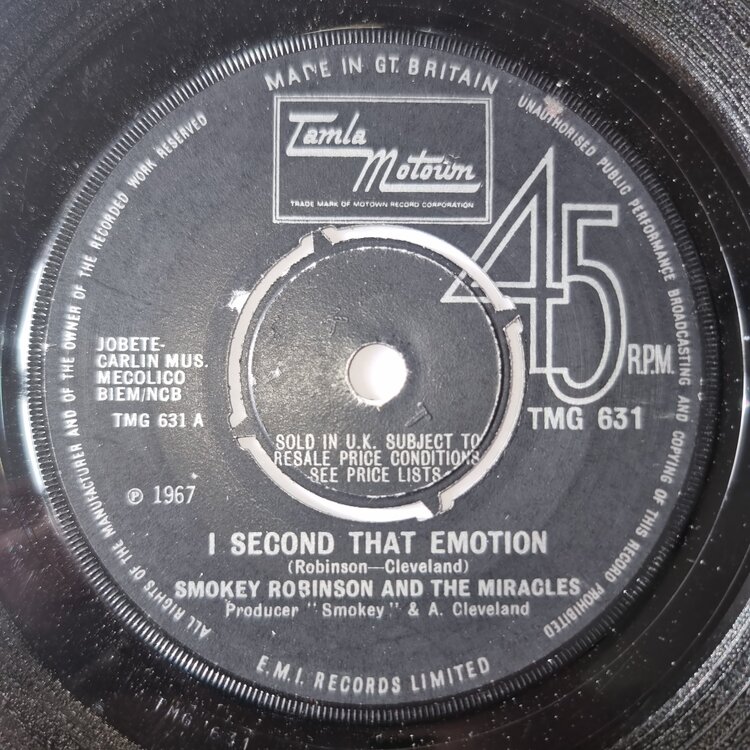 MADE IN GT. BRITAIN
UNAUTHORISED PUBLIC PERFORMANCE BROADCASTING AND COPYING OF THIS RECORD PROHIBITED
ALL RIGHTS OF THE MANUFACTURER AND OF THE OWNER OF THE RECORDED WORK RESERVED
Tamla
Motown
TRADE MARK OF MOTOWN RECORD CORPORATION
45
R.P.M.
JOBETE-
CARLIN MUS.
MECOLICO
BIEM/NCB
TMG 631 A
TMG 631
SOLD IN U.K. SUBJECT TO
RESALE PRICE CONDITIONS
SEE PRICE LISTS
℗ 1967
I SECOND THAT EMOTION
(Robinson—Cleveland)
SMOKEY ROBINSON AND THE MIRACLES
Producer "Smokey" & A. Cleveland
E.M.I. RECORDS LIMITED